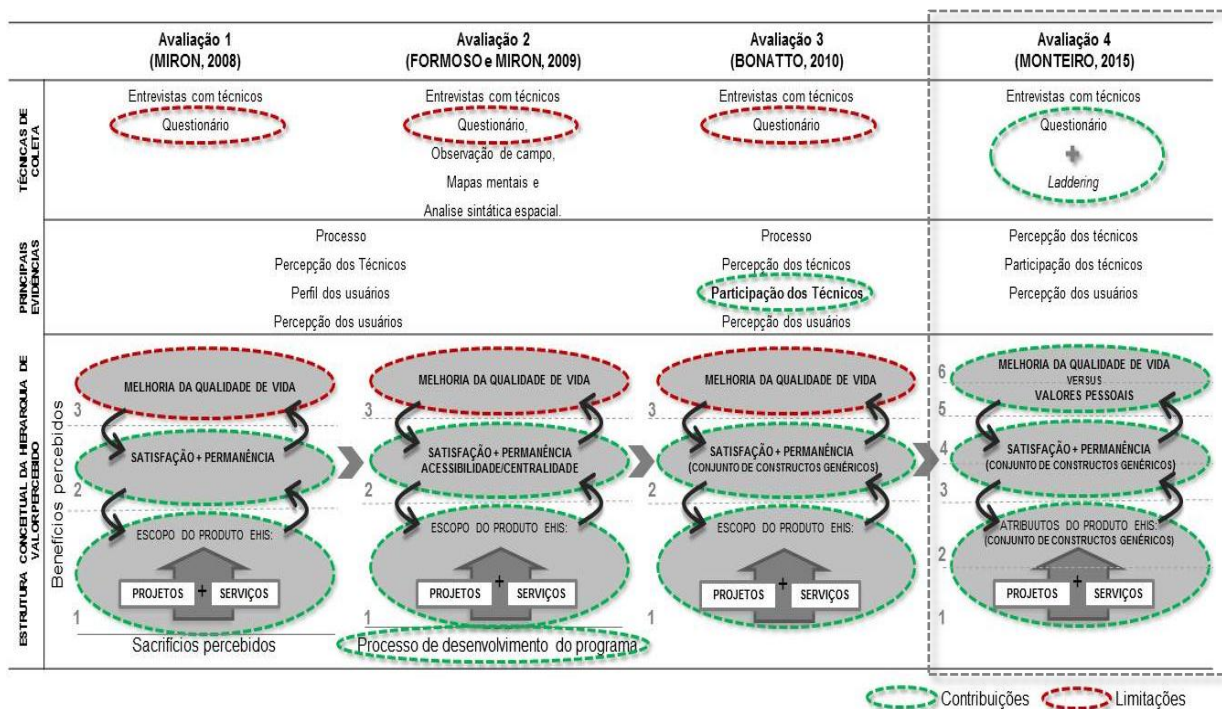 Avaliação 1
(MIRON, 2008)
Avaliação 2
(FORMOSO e MIRON, 2009)
Avaliação 3
(BONATTO, 2010)
Avaliação 4
(MONTEIRO, 2015)
TÉCNICAS DE
COLETA
Entrevistas com técnicos
Questionário
Entrevistas com técnicos
Questionário,
Observação de campo,
Mapas mentais e
Analise sintática espacial.
Entrevistas com técnicos
Questionário
Entrevistas com técnicos
Questionário
+
Laddering
PRINCIPAIS
EVIDÊNCIAS
Processo
Percepção dos Técnicos
Perfil dos usuários
Percepção dos usuários
Processo
Percepção dos técnicos
Participação dos Técnicos
Percepção dos usuários
Percepção dos técnicos
Participação dos técnicos
Percepção dos usuários
ESTRUTURA CONCEITUAL DA HIERARQUIA DE
VALOR PERCEBIDO
Benefícios percebidos
MELHORIA DA QUALIDADE DE VIDA
3
SATISFAÇÃO + PERMANÊNCIA
2
ESCOPO DO PRODUTO EHIS:
PROJETOS + SERVIÇOS
1
Sacrifícios percebidos
MELHORIA DA QUALIDADE DE VIDA
3
SATISFAÇÃO + PERMANÊNCIA
ACESSIBILIDADE/CENTRALIDADE
2
ESCOPO DO PRODUTO EHIS:
PROJETOS + SERVIÇOS
1
Processo de desenvolvimento do programa
MELHORIA DA QUALIDADE DE VIDA
3
SATISFAÇÃO + PERMANÊNCIA
(CONJUNTO DE CONSTRUCTOS GENÉRICOS)
2
ESCOPO DO PRODUTO EHIS:
PROJETOS + SERVIÇOS
1
6
MELHORIA DA QUALIDADE DE VIDA
VERSUS
VALORES PESSOAIS
5
4
SATISFAÇÃO + PERMANÊNCIA
(CONJUNTO DE CONSTRUCTOS GENÉRICOS)
3
ATRIBUUTOS DO PRODUTO EHIS:
(CONJUNTO DE CONSTRUCTOS GENÉRICOS)
2
PROJETOS + SERVIÇOS
1
Contribuições
Limitações